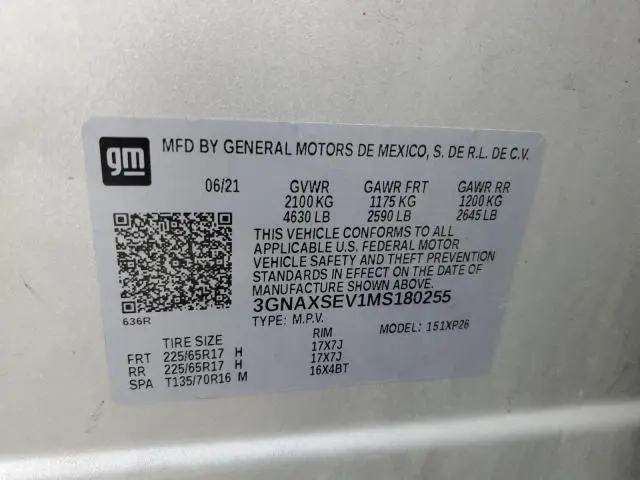 gm MFD BY GENERAL MOTORS DE MEXICO, S. DE R.L. DE C.V.
06/21 GVWR GAWR FRT GAWR RR
2100 KG 1175 KG 1200 KG
4630 LB 2590 LB 2645 LB
THIS VEHICLE CONFORMS TO ALL
APPLICABLE U.S. FEDERAL MOTOR
VEHICLE SAFETY AND THEFT PREVENTION
STANDARDS IN EFFECT ON THE DATE OF
MANUFACTURE SHOWN ABOVE.
3GNAXSEV1MS180255
636R TYPE: M.P.V. MODEL: 151XP26
TIRE SIZE RIM
FRT 225/65R17 H 17X7J
RR 225/65R17 H 17X7J
SPA T135/70R16 M 16X4BT